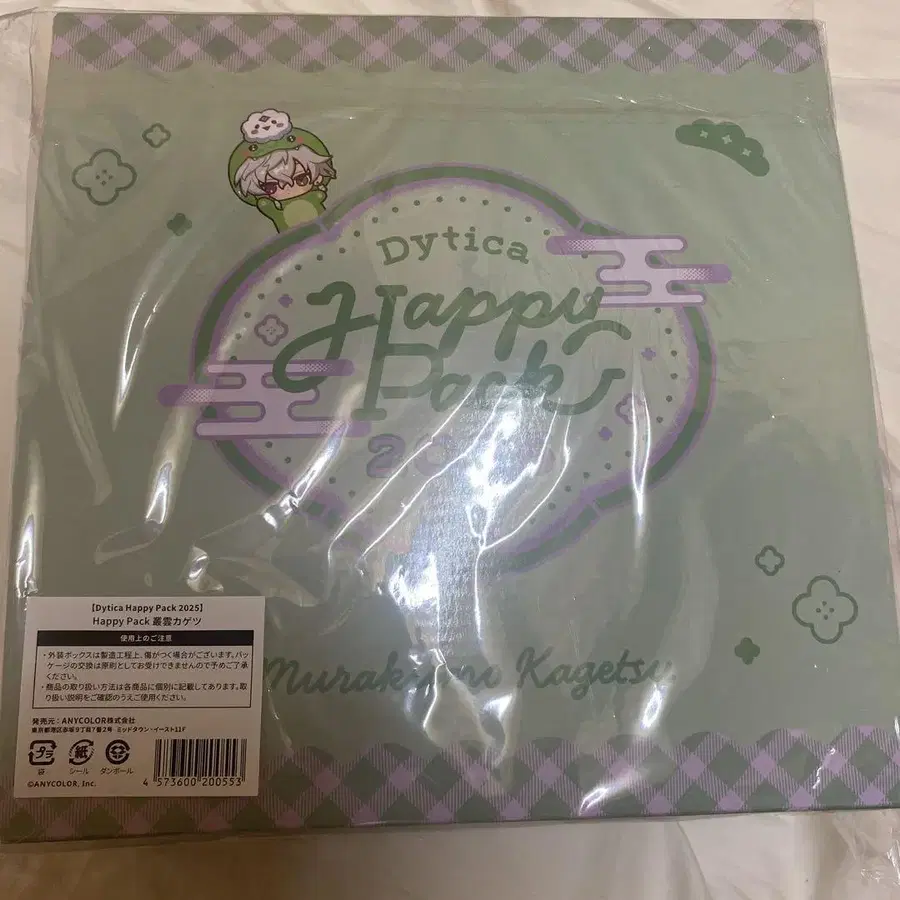 Dytica
Happy
Pack
【Dytica Happy Pack 2025】
Happy Pack 叢雲カゲツ
使用上のご注意
・外装ボックスは製造工程上、傷がつく場合がございます。パッ
ケージの交換は原則としてお受けできませんので予めご了承
ください。
・商品の取り扱い方法は各商品に個別に記載してあります。取
り扱い説明をご確認のうえご使用ください。
発売元：ANYCOLOR株式会社
東京都港区赤坂9丁目7番2号 ミッドタウン・イースト11F
プラ 紙
袋 シール ダンボール
4 573600 200553
©ANYCOLOR, Inc.
Kagetsu